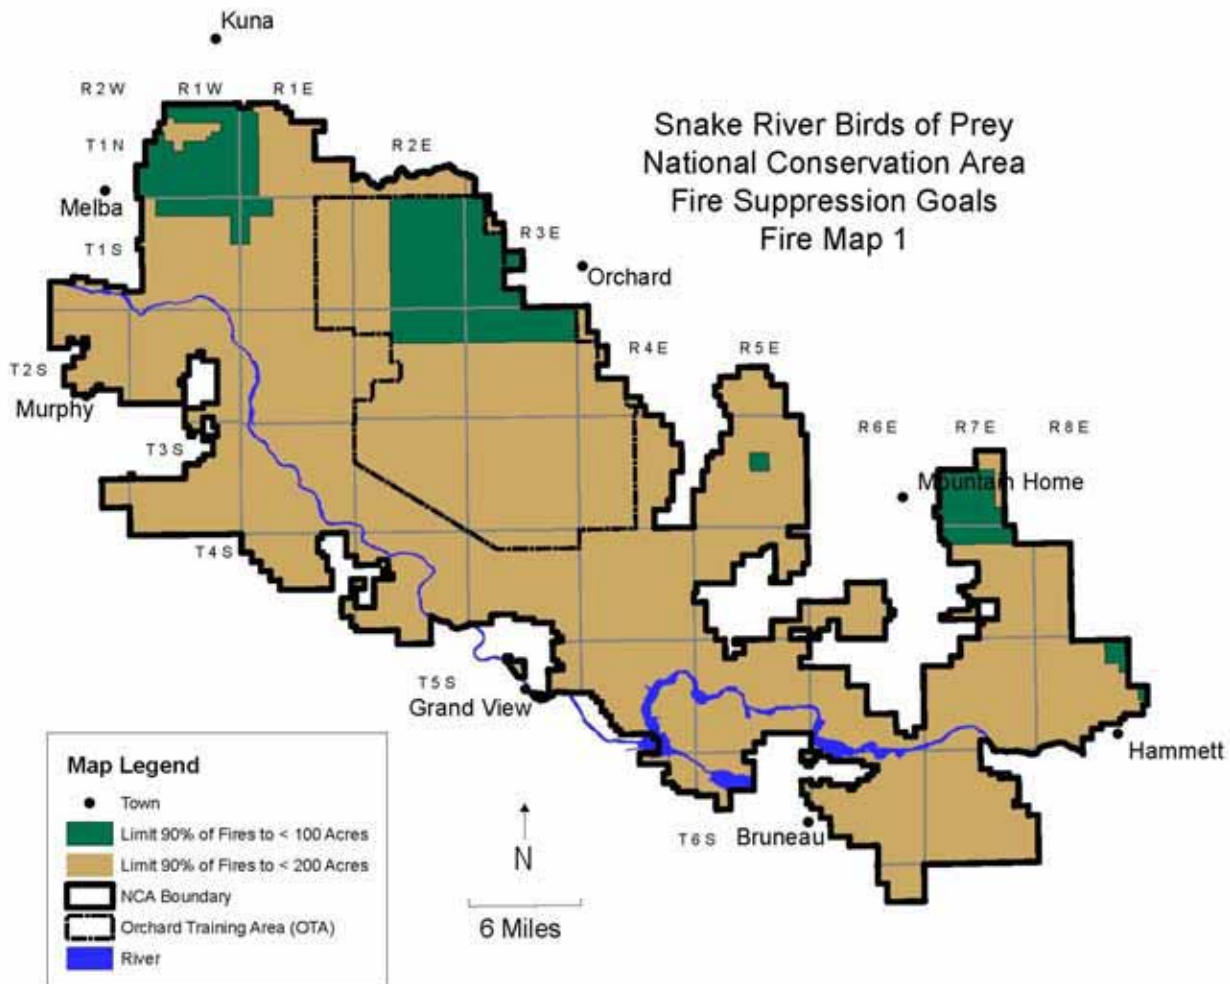 Kuna
R 2 W R 1 W R 1 E
Snake River Birds of Prey
National Conservation Area
Fire Suppression Goals
Fire Map 1
T 1 N
R 2 E
Melba
T 1 S
R 3 E
Orchard
T 2 S
R 4 E
R 5 E
Murphy
T 3 S
R 6 E R 7 E R 8 E
Mountain Home
T 4 S
T 5 S
Grand View
Hammett
T 6 S
Bruneau
N
6 Miles
Map Legend
Town
Limit 90% of Fires to < 100 Acres
Limit 90% of Fires to < 200 Acres
NCA Boundary
Orchard Training Area (OTA)
River